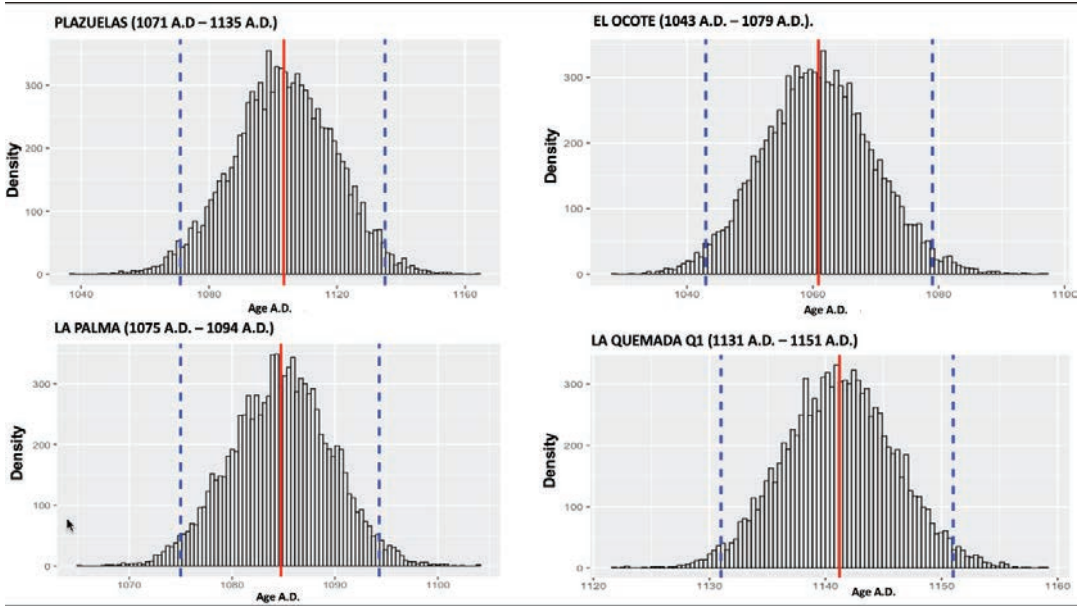 PLAZUELAS (1071 A.D – 1135 A.D.)
300
200
100
0
Density
1040
1080
1120
1160
Age A.D.
EL OCOTE (1043 A.D. – 1079 A.D.).
300
200
100
0
Density
1040
1060
1080
1100
Age A.D.
LA PALMA (1075 A.D. – 1094 A.D.)
300
200
100
0
Density
1070
1080
1090
1100
Age A.D.
LA QUEMADA Q1 (1131 A.D. – 1151 A.D.)
300
200
100
0
Density
1120
1130
1140
1150
1160
Age A.D.